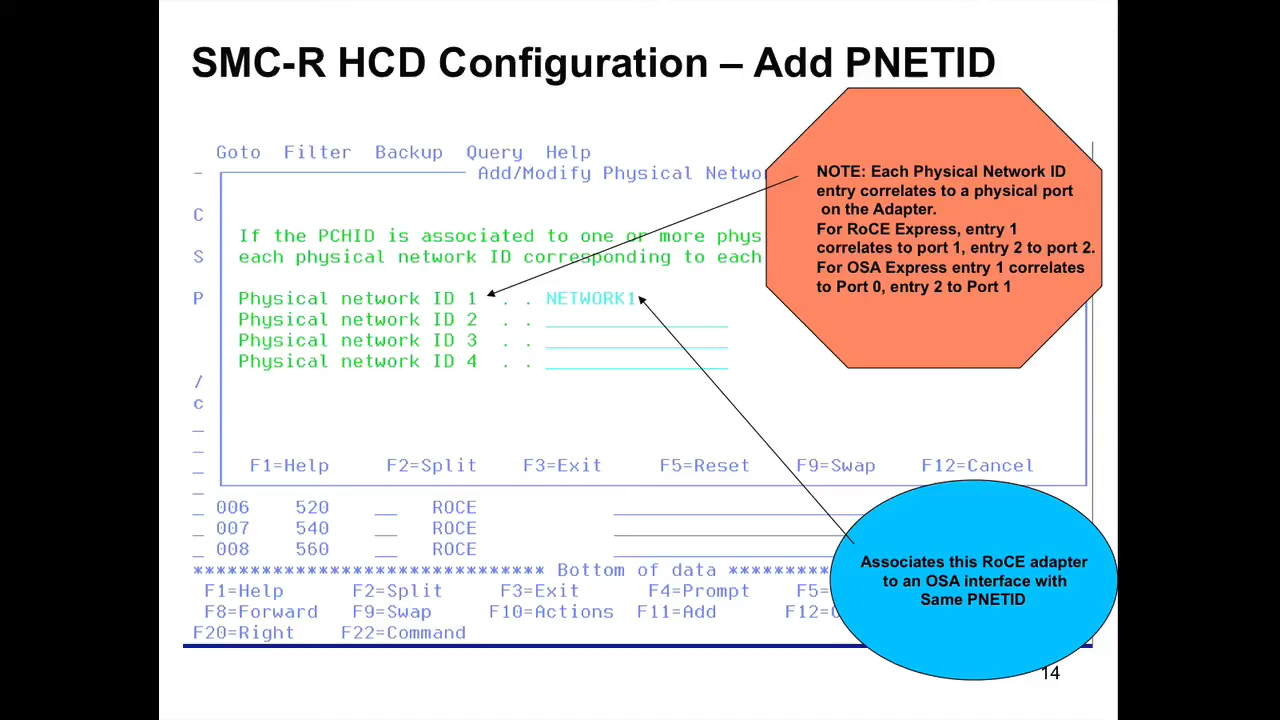 SMC-R HCD Configuration – Add PNETID
Goto Filter Backup Query Help
Add/Modify Physical Netwo
C
If the PCHID is associated to one or more phys
S each physical network ID corresponding to each
P Physical network ID 1 . . NETWORK1
Physical network ID 2 . . ________________
Physical network ID 3 . . ________________
Physical network ID 4 . . ________________
/
c
F1=Help F2=Split F3=Exit F5=Reset F9=Swap F12=Cancel
_ 006 520 __ ROCE
_ 007 540 __ ROCE
_ 008 560 __ ROCE
******************************* Bottom of data *********
F1=Help F2=Split F3=Exit F4=Prompt F5=
F8=Forward F9=Swap F10=Actions F11=Add F12=
F20=Right F22=Command
NOTE: Each Physical Network ID
entry correlates to a physical port
on the Adapter.
For RoCE Express, entry 1
correlates to port 1, entry 2 to port 2.
For OSA Express entry 1 correlates
to Port 0, entry 2 to Port 1
Associates this RoCE adapter
to an OSA interface with
Same PNETID
14